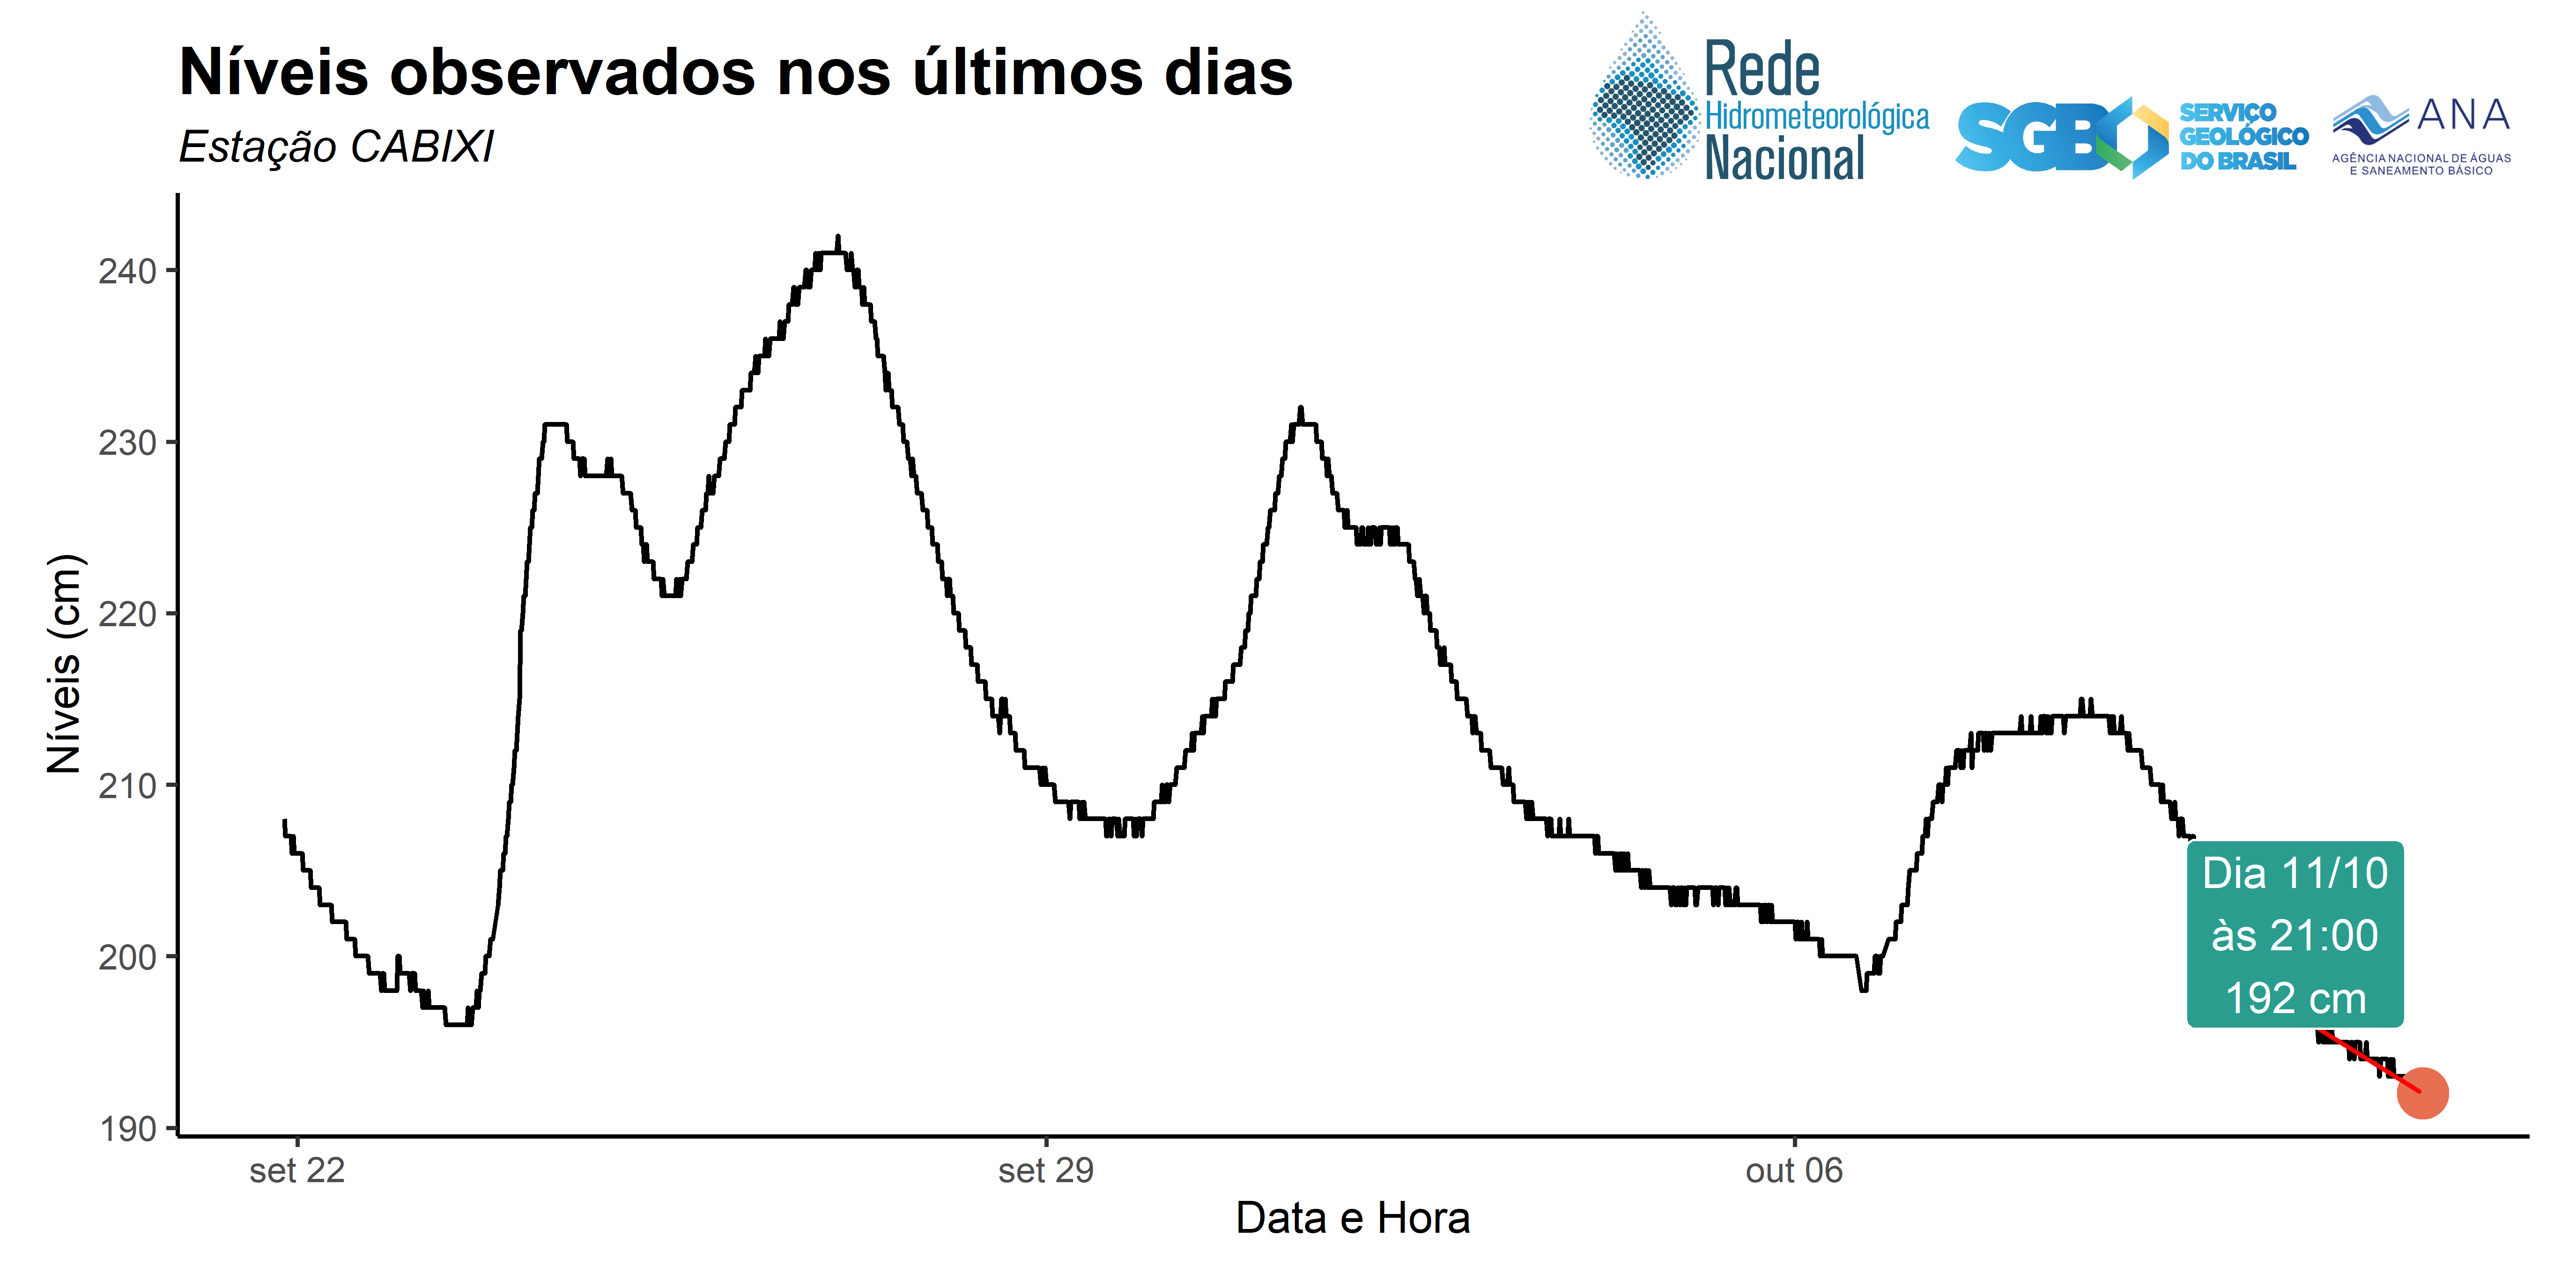 Níveis observados nos últimos dias
Estação CABIXI
Rede
Hidrometeorológica
Nacional
SGB
SERVIÇO
GEOLÓGICO
DO BRASIL
ANA
AGÊNCIA NACIONAL DE ÁGUAS
E SANEAMENTO BÁSICO
Níveis (cm)
240
230
220
210
200
190
Dia 11/10
às 21:00
192 cm
set 22
set 29
out 06
Data e Hora